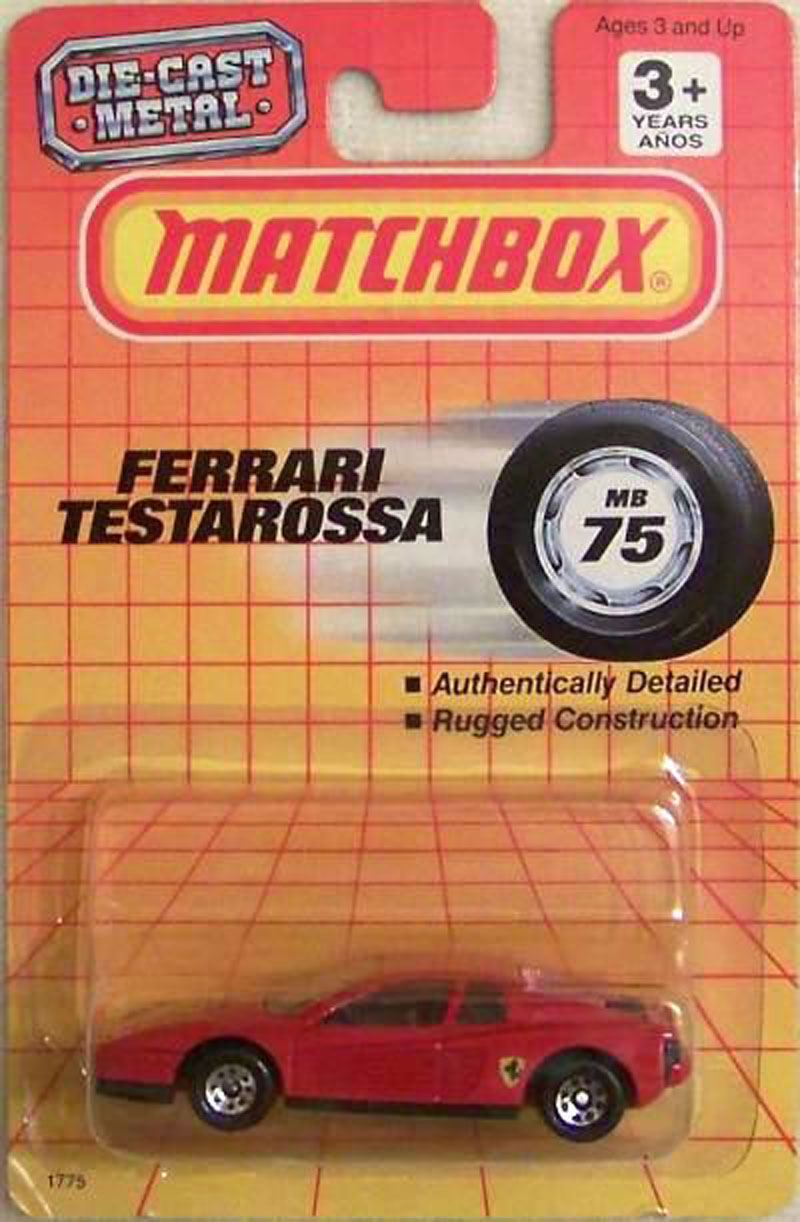 Ages 3 and Up
DIE-CAST
• METAL •
3+
YEARS
AÑOS
MATCHBOX®
FERRARI
TESTAROSSA
MB
75
■ Authentically Detailed
■ Rugged Construction
1775